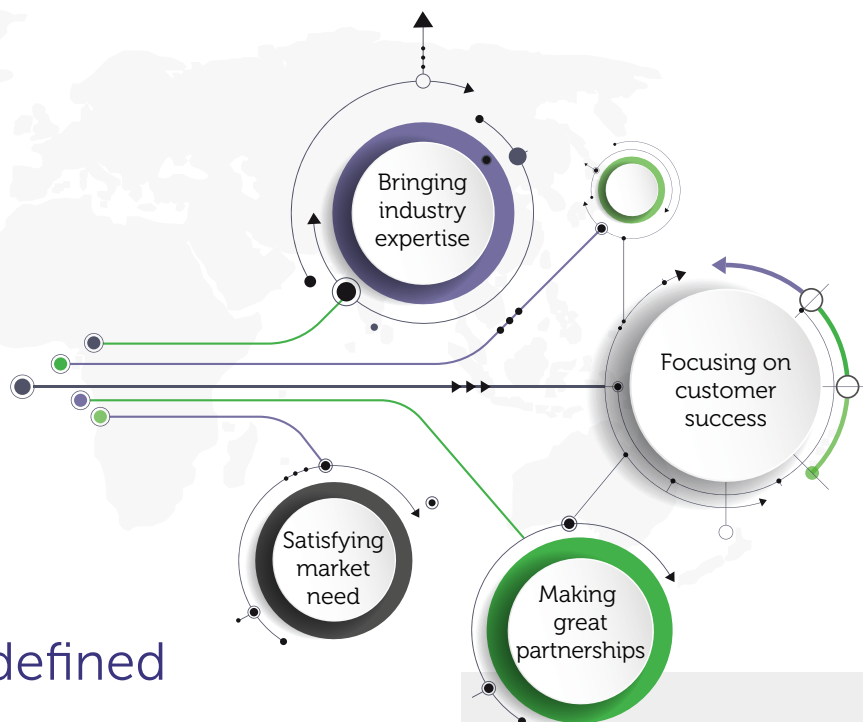 Bringing
industry
expertise
Focusing on
customer
success
Satisfying
market
need
Making
great
partnerships
defined